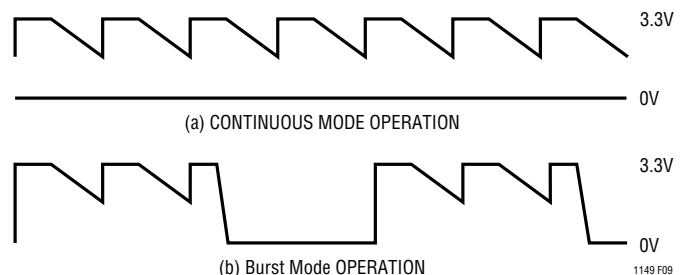 3.3V
0V
(a) CONTINUOUS MODE OPERATION
3.3V
0V
(b) Burst Mode OPERATION
1149 F09